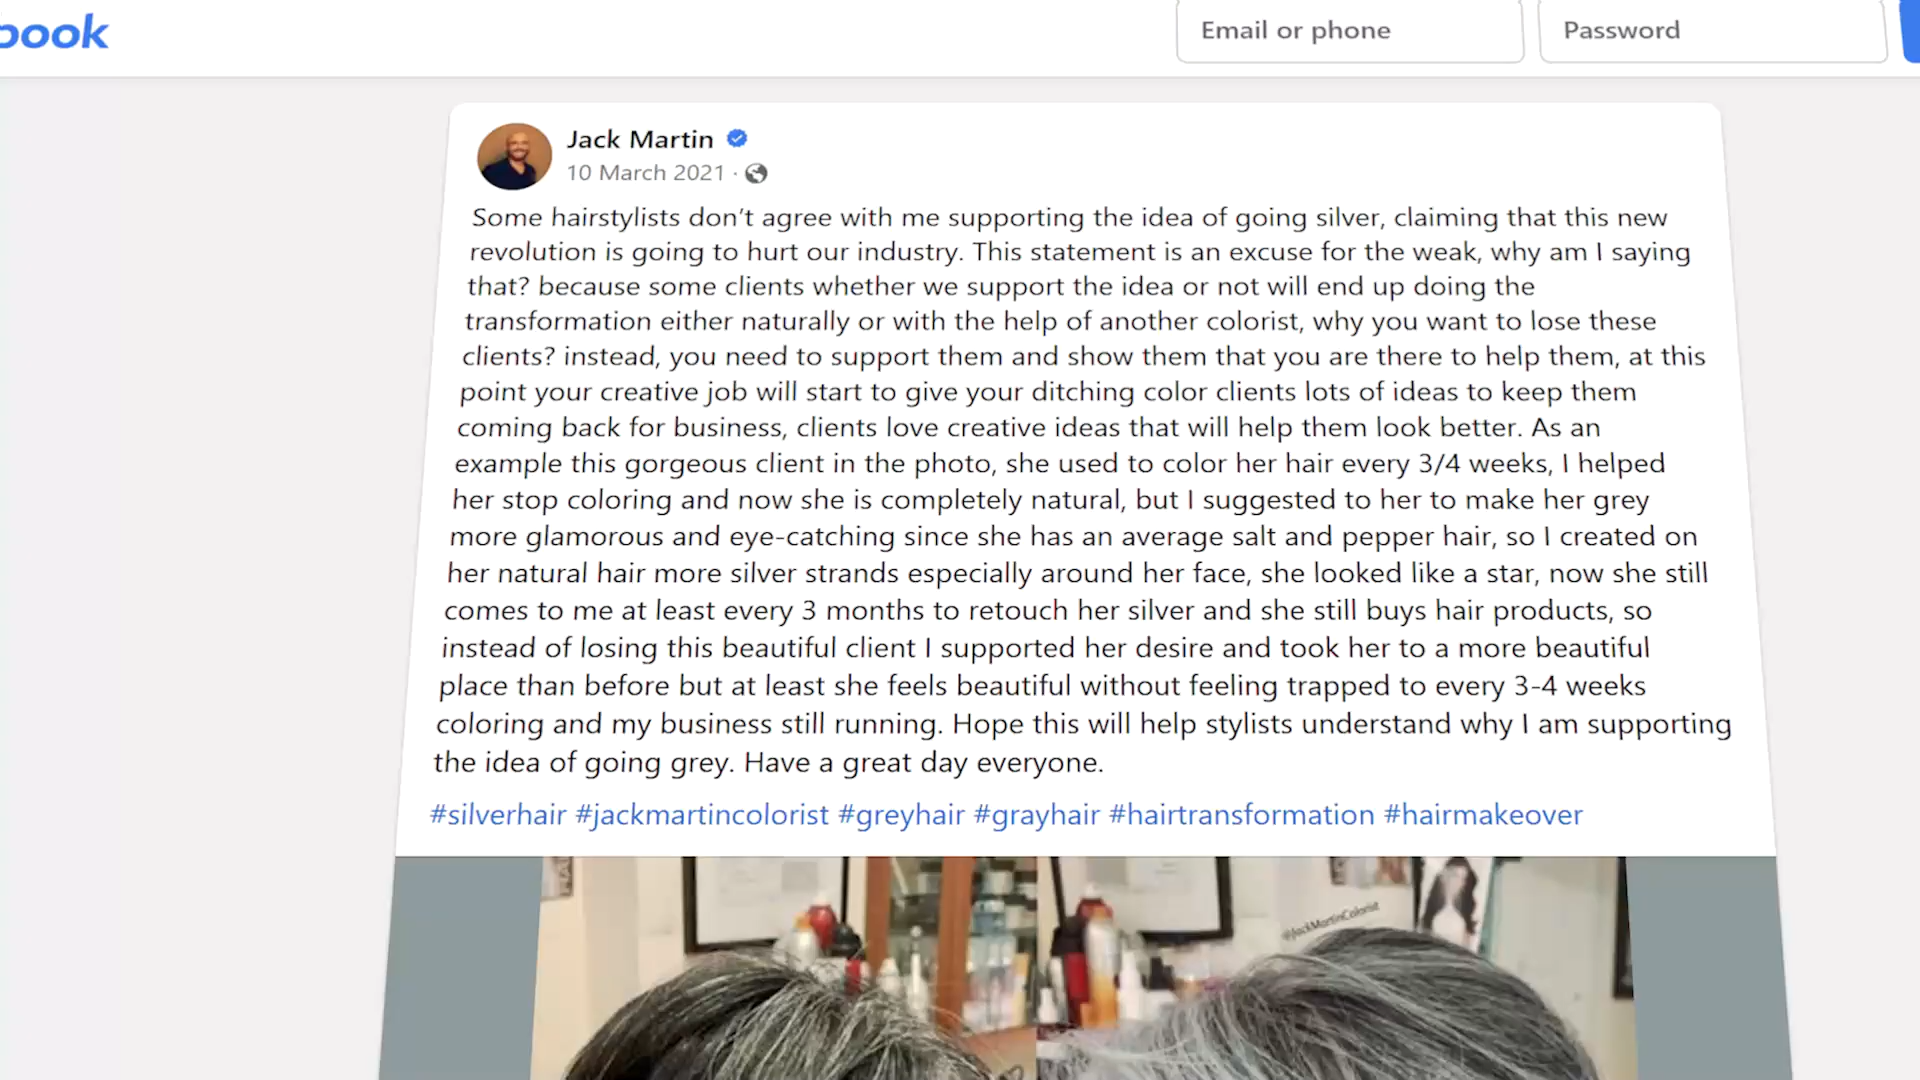 book
Email or phone
Password
Jack Martin
10 March 2021 ·
Some hairstylists don't agree with me supporting the idea of going silver, claiming that this new
revolution is going to hurt our industry. This statement is an excuse for the weak, why am I saying
that? because some clients whether we support the idea or not will end up doing the
transformation either naturally or with the help of another colorist, why you want to lose these
clients? instead, you need to support them and show them that you are there to help them, at this
point your creative job will start to give your ditching color clients lots of ideas to keep them
coming back for business, clients love creative ideas that will help them look better. As an
example this gorgeous client in the photo, she used to color her hair every 3/4 weeks, I helped
her stop coloring and now she is completely natural, but I suggested to her to make her grey
more glamorous and eye-catching since she has an average salt and pepper hair, so I created on
her natural hair more silver strands especially around her face, she looked like a star, now she still
comes to me at least every 3 months to retouch her silver and she still buys hair products, so
instead of losing this beautiful client I supported her desire and took her to a more beautiful
place than before but at least she feels beautiful without feeling trapped to every 3-4 weeks
coloring and my business still running. Hope this will help stylists understand why I am supporting
the idea of going grey. Have a great day everyone.
#silverhair #jackmartincolorist #greyhair #grayhair #hairtransformation #hairmakeover
@JackMartinColorist